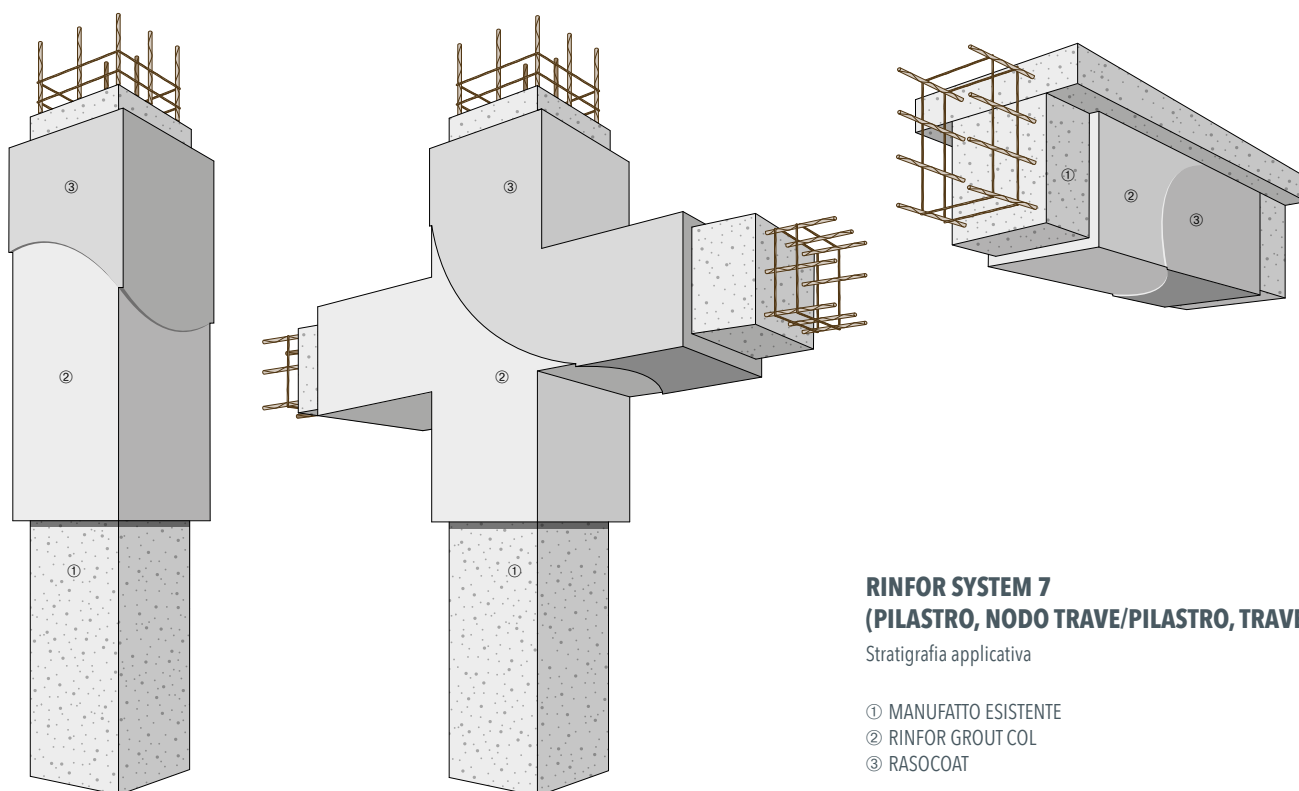 ③
②
①
③
②
①
①
②
③
RINFOR SYSTEM 7
(PILASTRO, NODO TRAVE/PILASTRO, TRAVE
Stratigrafia applicativa
① MANUFATTO ESISTENTE
② RINFOR GROUT COL
③ RASOCOAT